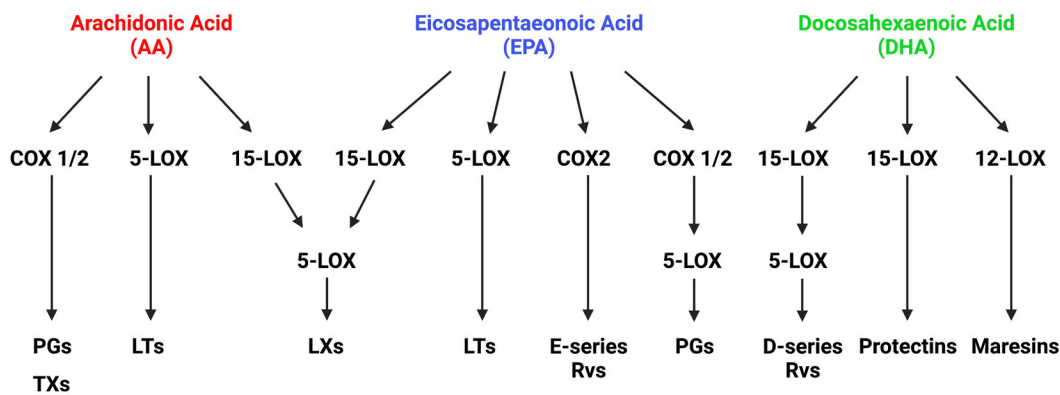 Arachidonic Acid
(AA)
Eicosapentaeonoic Acid
(EPA)
Docosahexaenoic Acid
(DHA)
COX 1/2
5-LOX
15-LOX
15-LOX
5-LOX
COX2
COX 1/2
15-LOX
15-LOX
12-LOX
5-LOX
5-LOX
5-LOX
PGs
TXs
LTs
LXs
LTs
E-series
Rvs
PGs
D-series
Rvs
Protectins
Maresins